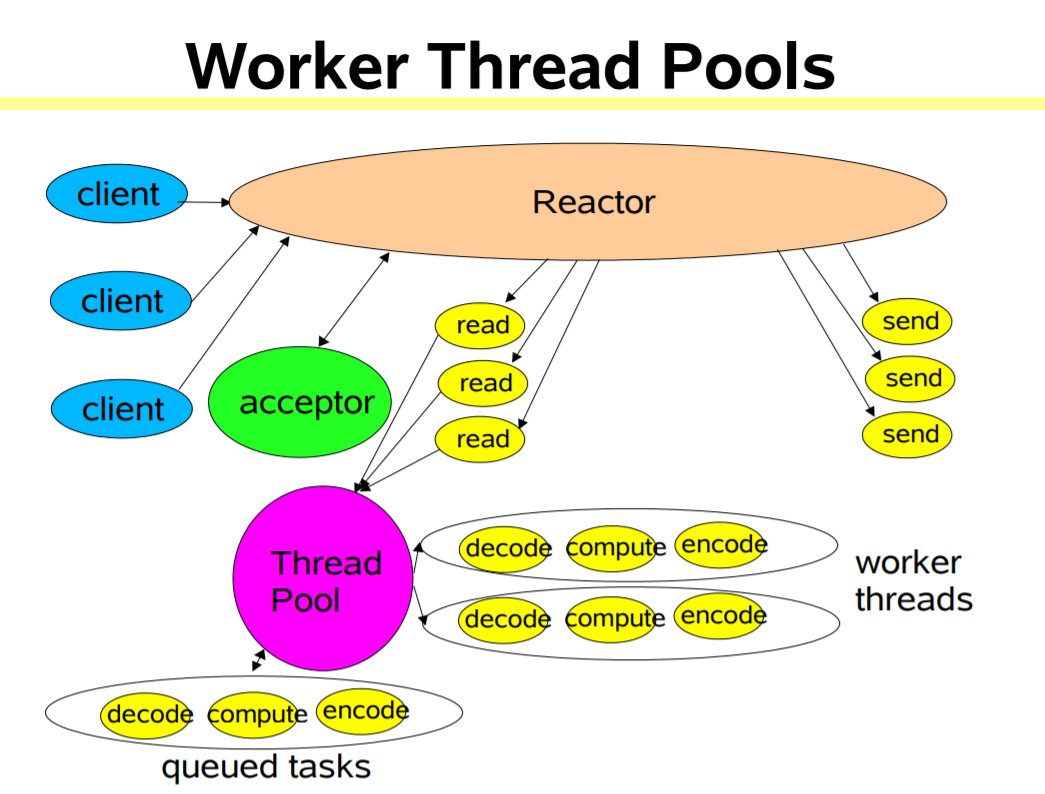 Worker Thread Pools
client
Reactor
client
client
acceptor
read
read
read
send
send
send
Thread
Pool
decode compute encode
decode compute encode
worker
threads
decode compute encode
queued tasks